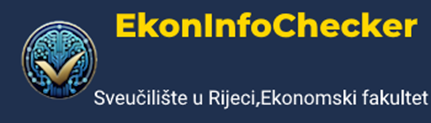 EkonInfoChecker
Sveučilište u Rijeci,Ekonomski fakultet